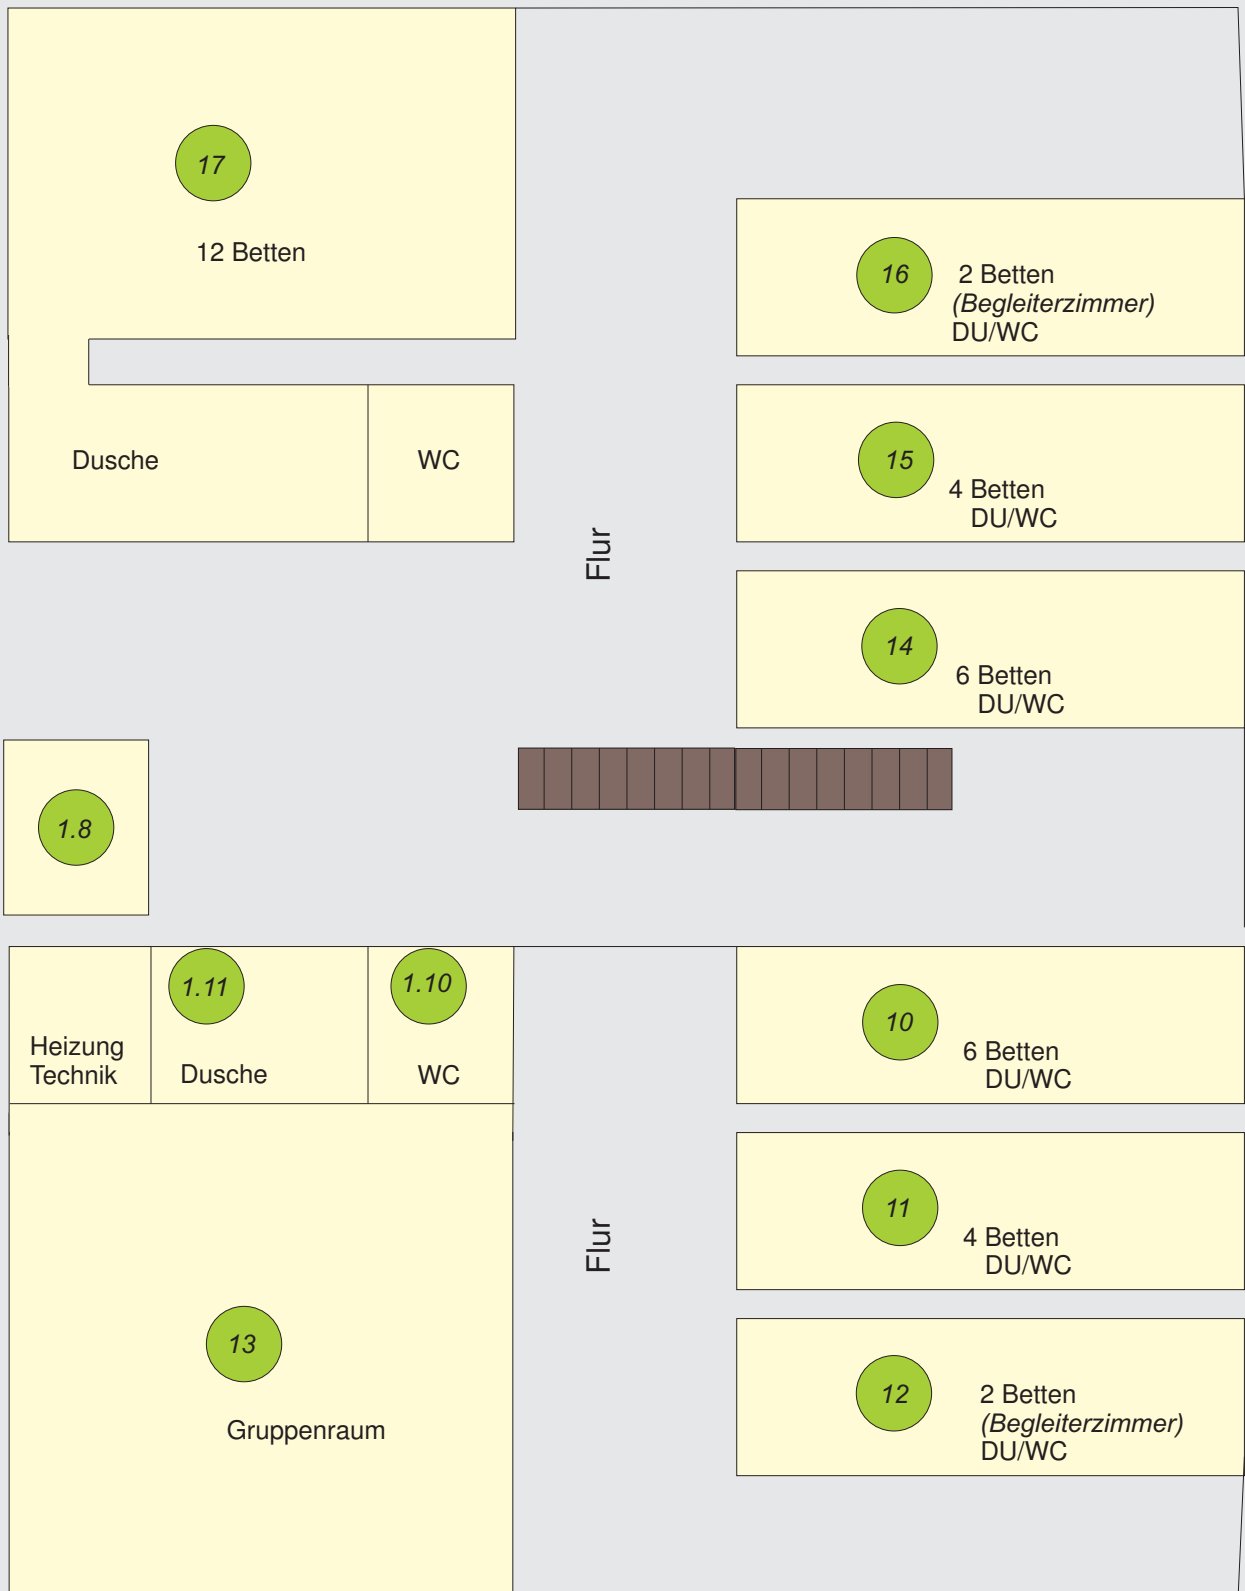 17
12 Betten
16
2 Betten
(Begleiterzimmer)
DU/WC
Dusche
WC
15
4 Betten
DU/WC
Flur
14
6 Betten
DU/WC
1.8
1.11
1.10
Heizung
Technik
Dusche
WC
10
6 Betten
DU/WC
11
4 Betten
DU/WC
Flur
13
Gruppenraum
12
2 Betten
(Begleiterzimmer)
DU/WC